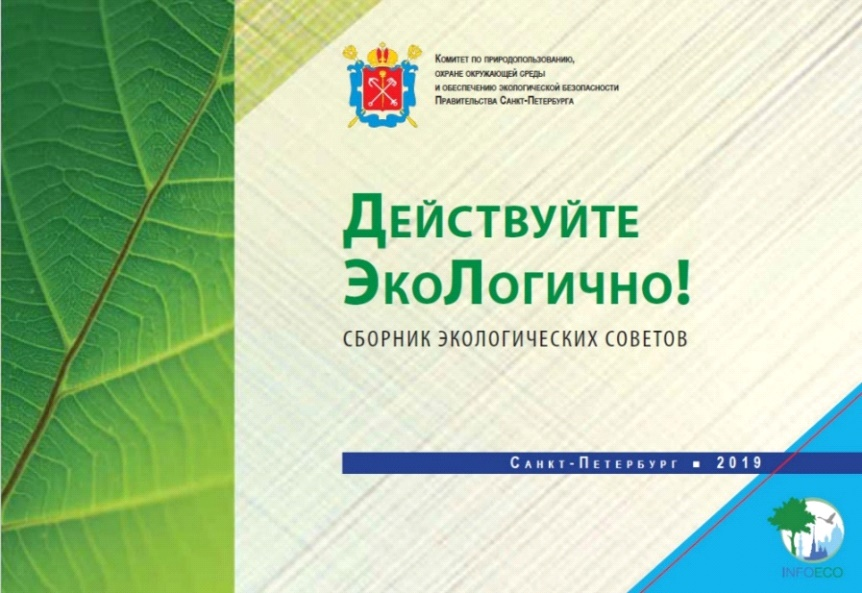 Комитет по природопользованию,
охране окружающей среды
и обеспечению экологической безопасности
Правительства Санкт-Петербурга
Действуйте
ЭкоЛогично!
сборник экологических советов
Санкт-Петербург ■ 2019
INFOECO